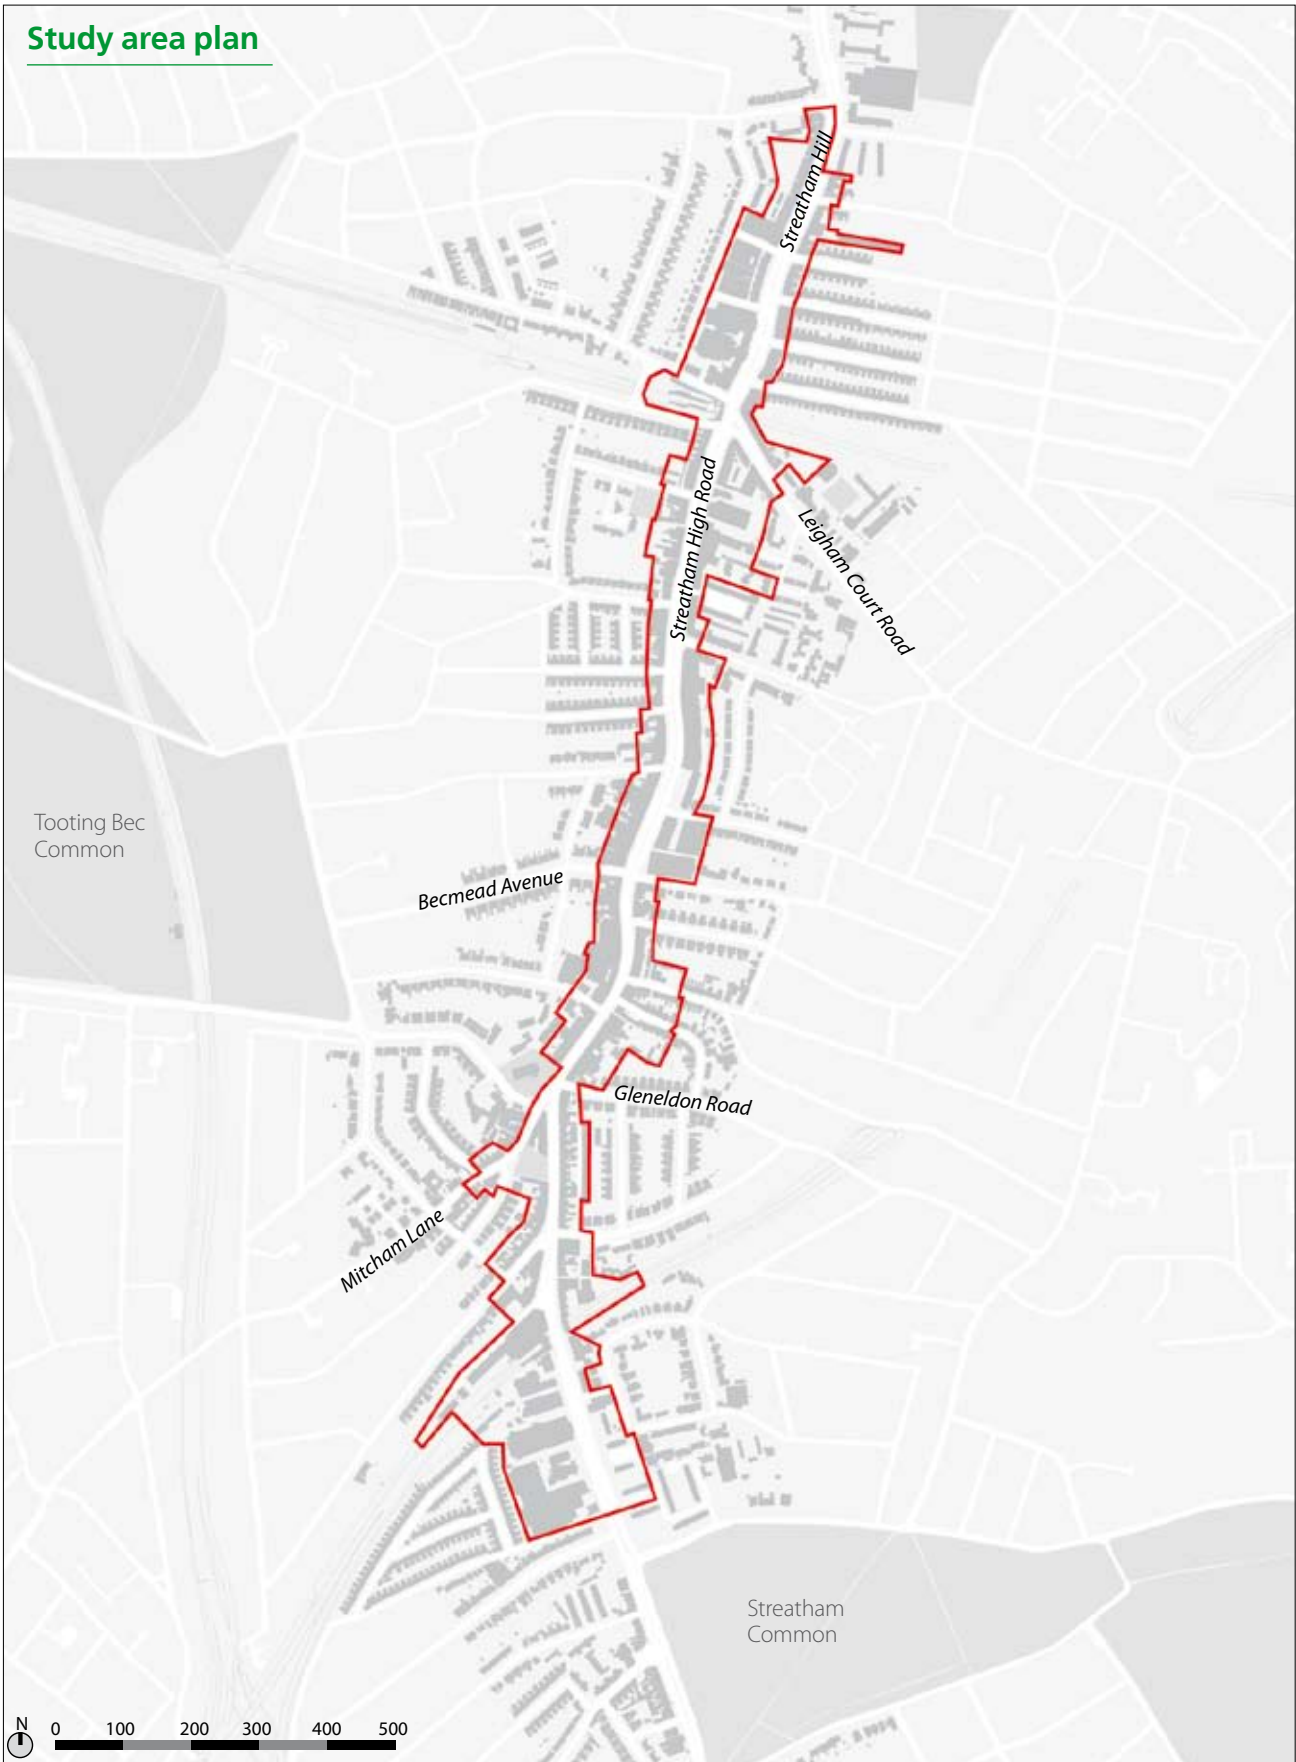 Study area plan
Streatham Hill
Streatham High Road
Leigham Court Road
Tooting Bec
Common
Becmead Avenue
Gleneldon Road
Mitcham Lane
Streatham
Common
N
0 100 200 300 400 500